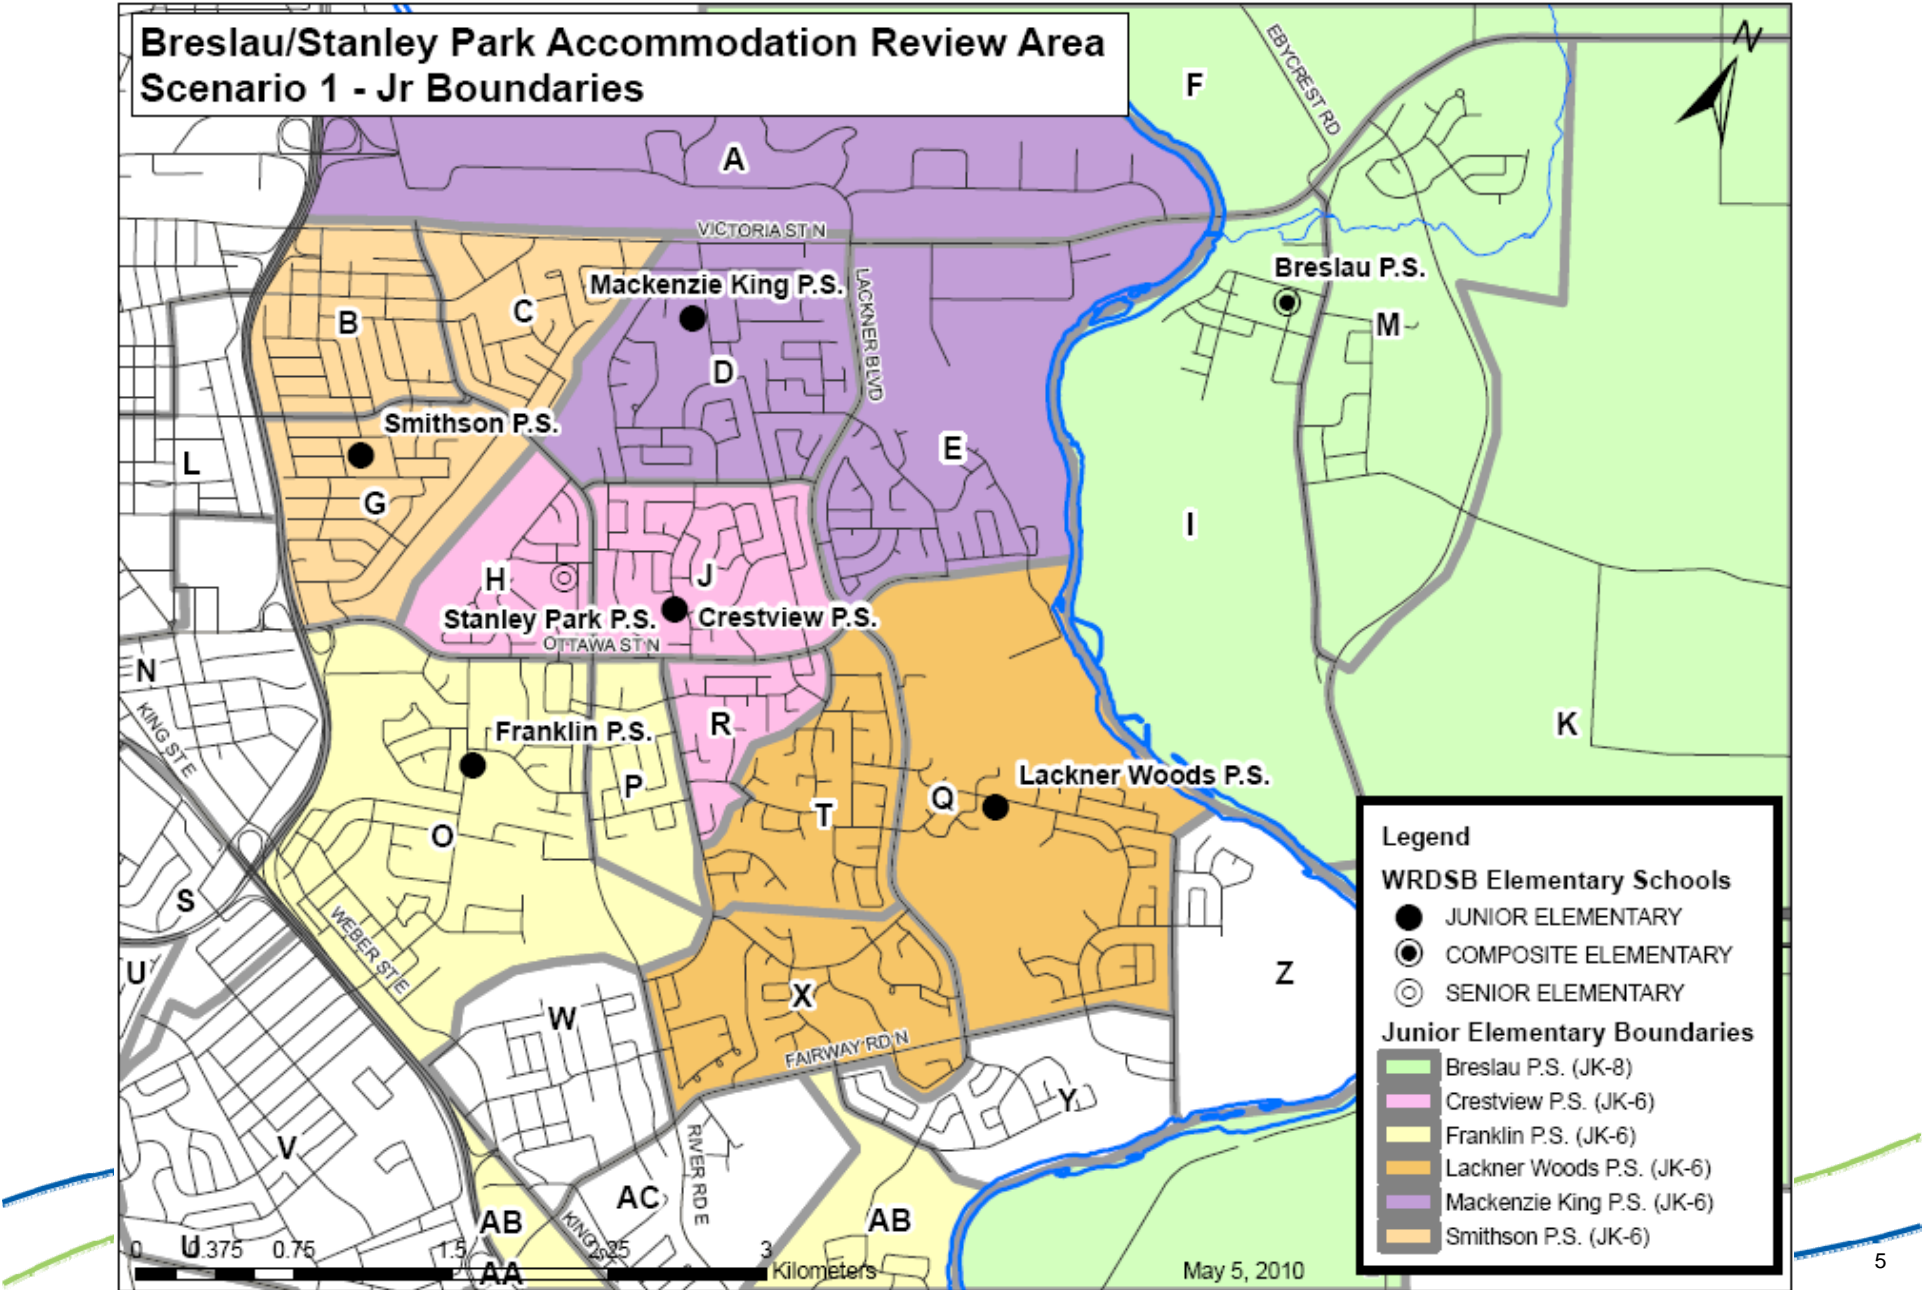 Breslau/Stanley Park Accommodation Review Area
Scenario 1 - Jr Boundaries
N
F
EBYCREST RD
A
VICTORIA ST N
Mackenzie King P.S.
Breslau P.S.
B
C
LACKNER BLVD
M
D
Smithson P.S.
E
L
G
I
H
J
Stanley Park P.S.
Crestview P.S.
OTTAWA ST N
N
KING ST E
Franklin P.S.
R
K
P
T
Q
Lackner Woods P.S.
O
S
WEBER ST E
U
W
X
Z
FAIRWAY RD N
Y
V
RIVER RD E
AC
AB
KING ST
AB
U
AA
0
0.375
0.75
1.5
2.25
3
Kilometers
May 5, 2010
Legend
WRDSB Elementary Schools
JUNIOR ELEMENTARY
COMPOSITE ELEMENTARY
SENIOR ELEMENTARY
Junior Elementary Boundaries
Breslau P.S. (JK-8)
Crestview P.S. (JK-6)
Franklin P.S. (JK-6)
Lackner Woods P.S. (JK-6)
Mackenzie King P.S. (JK-6)
Smithson P.S. (JK-6)
5